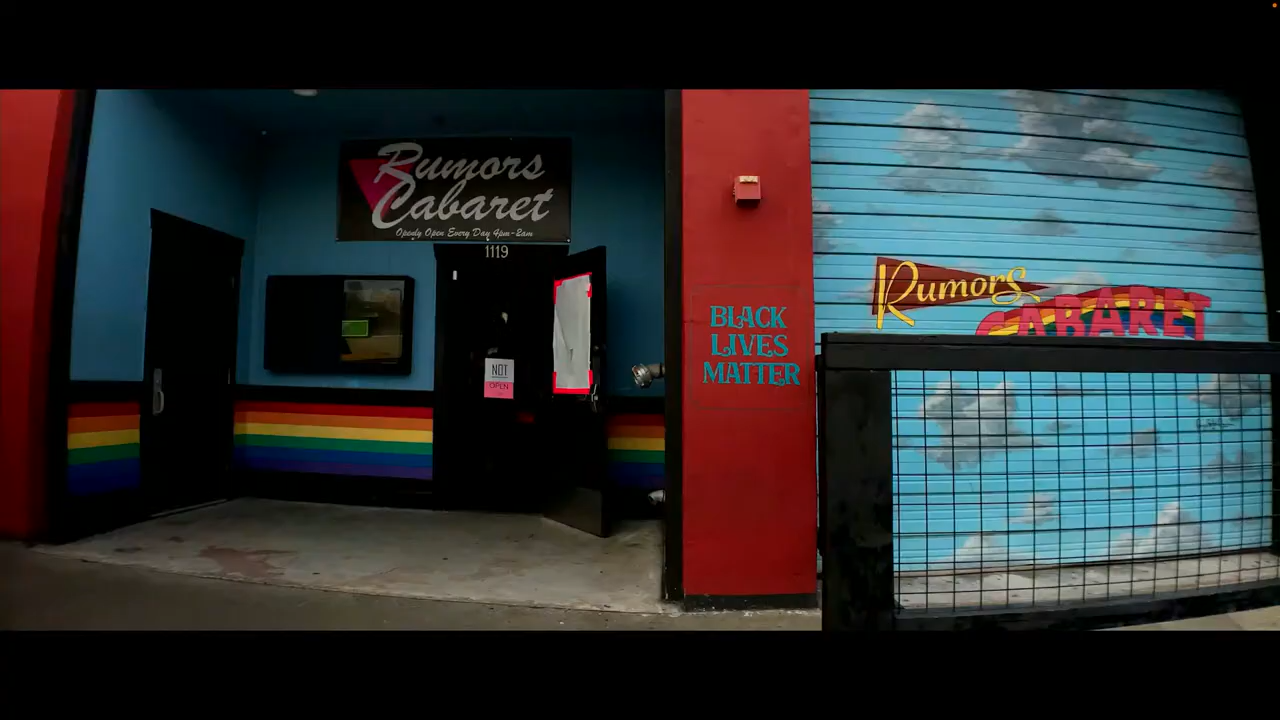 Rumors
Cabaret
Openly Open Every Day 4pm-2am
1119
NOT
OPEN
BLACK
LIVES
MATTER
Rumors
CABARET